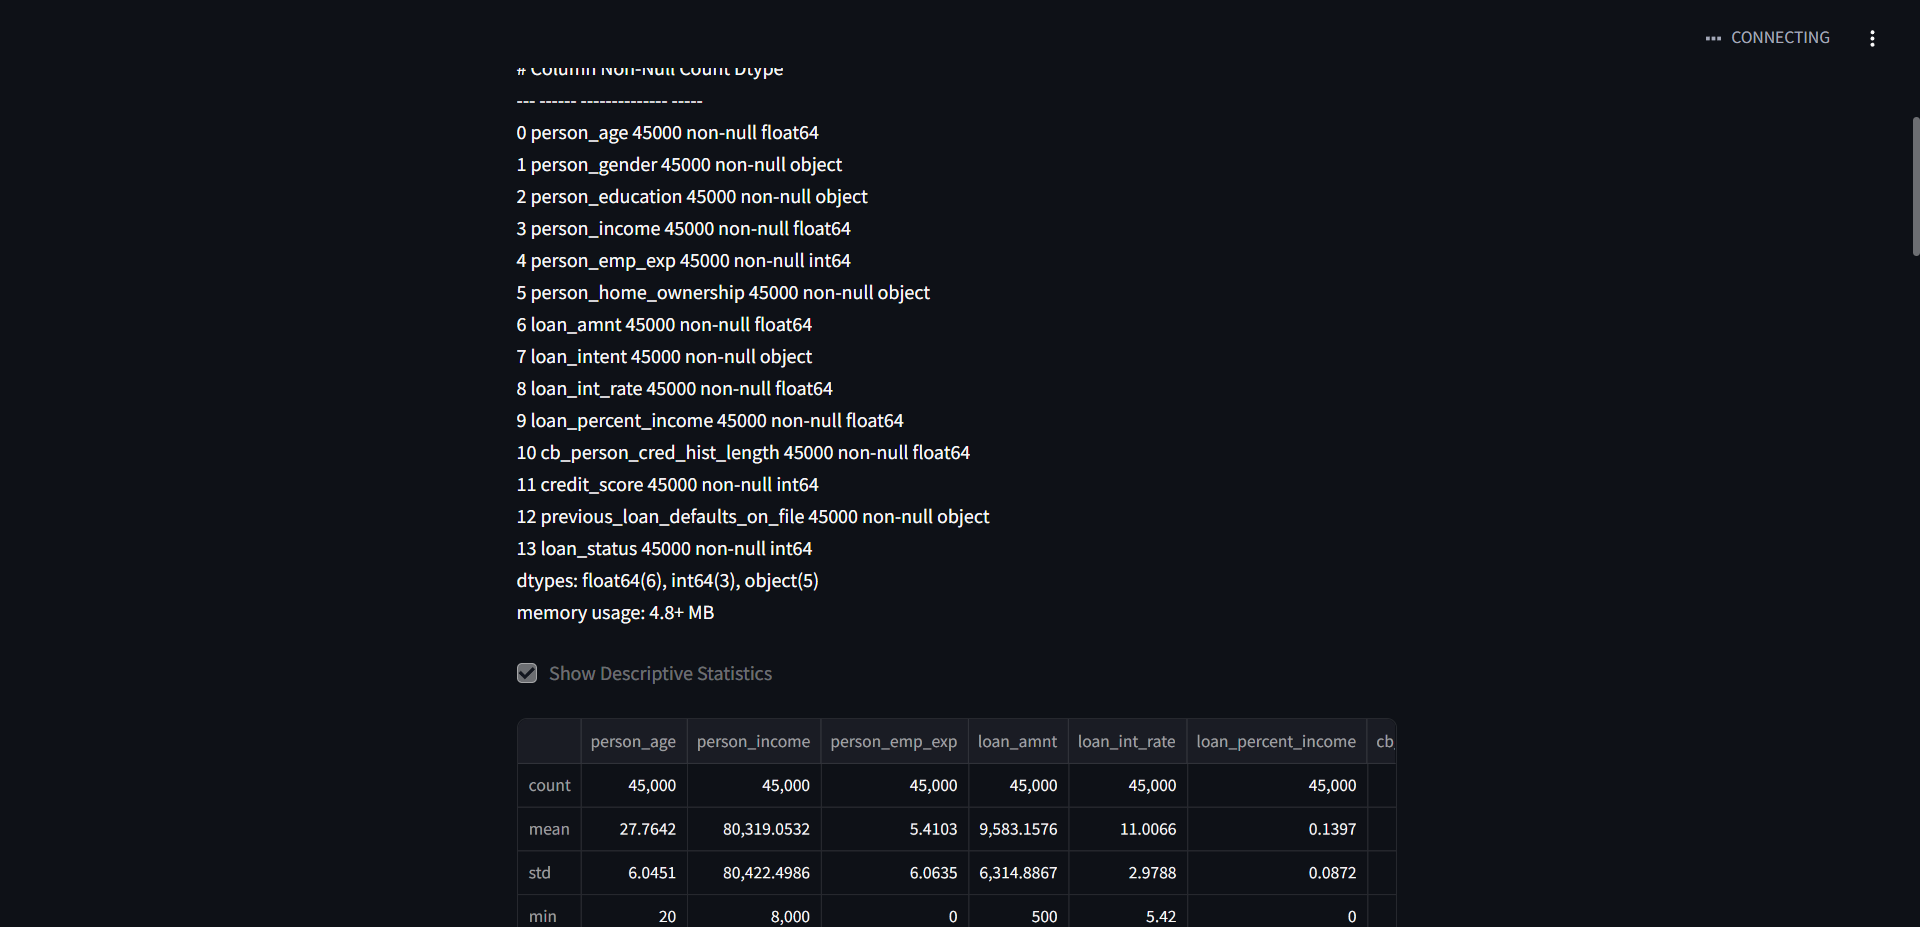 CONNECTING
# Column Non-Null Count Dtype
--- ------ -------------- -----
0 person_age 45000 non-null float64
1 person_gender 45000 non-null object
2 person_education 45000 non-null object
3 person_income 45000 non-null float64
4 person_emp_exp 45000 non-null int64
5 person_home_ownership 45000 non-null object
6 loan_amnt 45000 non-null float64
7 loan_intent 45000 non-null object
8 loan_int_rate 45000 non-null float64
9 loan_percent_income 45000 non-null float64
10 cb_person_cred_hist_length 45000 non-null float64
11 credit_score 45000 non-null int64
12 previous_loan_defaults_on_file 45000 non-null object
13 loan_status 45000 non-null int64
dtypes: float64(6), int64(3), object(5)
memory usage: 4.8+ MB
Show Descriptive Statistics
person_age person_income person_emp_exp loan_amnt loan_int_rate loan_percent_income cb_
count 45,000 45,000 45,000 45,000 45,000 45,000
mean 27.7642 80,319.0532 5.4103 9,583.1576 11.0066 0.1397
std 6.0451 80,422.4986 6.0635 6,314.8867 2.9788 0.0872
min 20 8,000 0 500 5.42 0